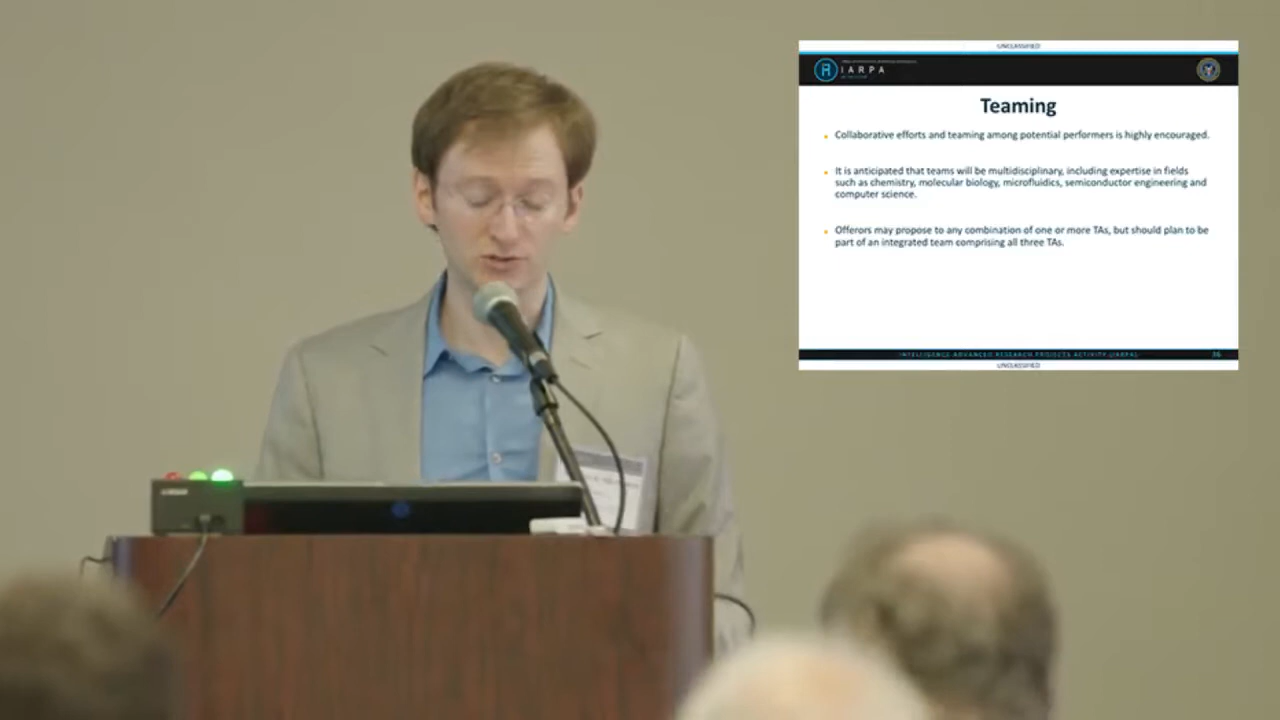 UNCLASSIFIED
IARPA
Teaming
Collaborative efforts and teaming among potential performers is highly encouraged.
It is anticipated that teams will be multidisciplinary, including expertise in fields
such as chemistry, molecular biology, microfluidics, semiconductor engineering and
computer science.
Offerors may propose to any combination of one or more TAs, but should plan to be
part of an integrated team comprising all three TAs.
INTELLIGENCE ADVANCED RESEARCH PROJECTS ACTIVITY (IARPA)
36
UNCLASSIFIED